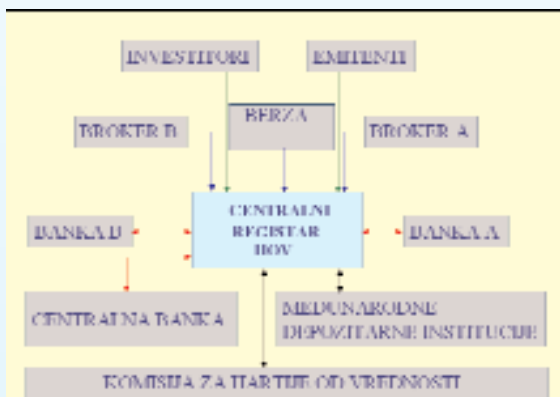 INVESTITORI
EMITENTI
BERZA
BROKER B
BROKER A
CENTRALNI
REGISTAR
HOV
BANKA B
BANKA A
CENTRALNA BANKA
MEĐUNARODNE
DEPOZITARNE INSTITUCIJE
KOMISIJA ZA HARTIJE OD VREDNOSTI